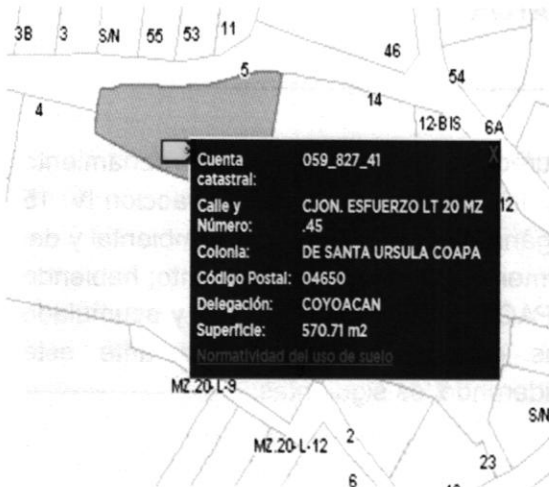 3B 3 S/N 55 53 11
46
5
54
4
14
12-BIS
6A
X
12
Cuenta catastral: 059_827_41
Calle y Número: CJON. ESFUERZO LT 20 MZ .45
Colonia: DE SANTA URSULA COAPA
Código Postal: 04650
Delegación: COYOACAN
Superficie: 570.71 m2
Normatividad del uso de suelo
MZ.20-L-9
S/N
MZ.20-L-12
2
23
6